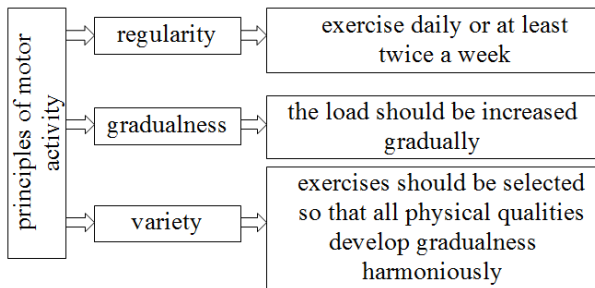 principles of motor
activity
regularity
exercise daily or at least
twice a week
gradualness
the load should be increased
gradually
variety
exercises should be selected
so that all physical qualities
develop gradualness
harmoniously